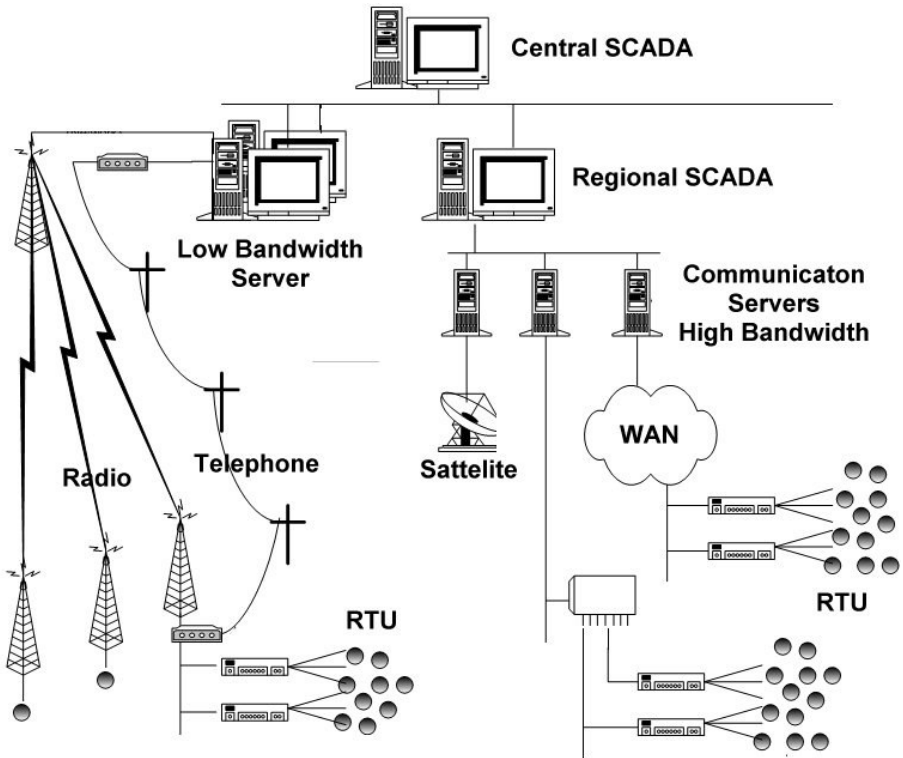 Central SCADA
Regional SCADA
Low Bandwidth
Server
Communicaton
Servers
High Bandwidth
WAN
Sattelite
Telephone
Radio
RTU
RTU